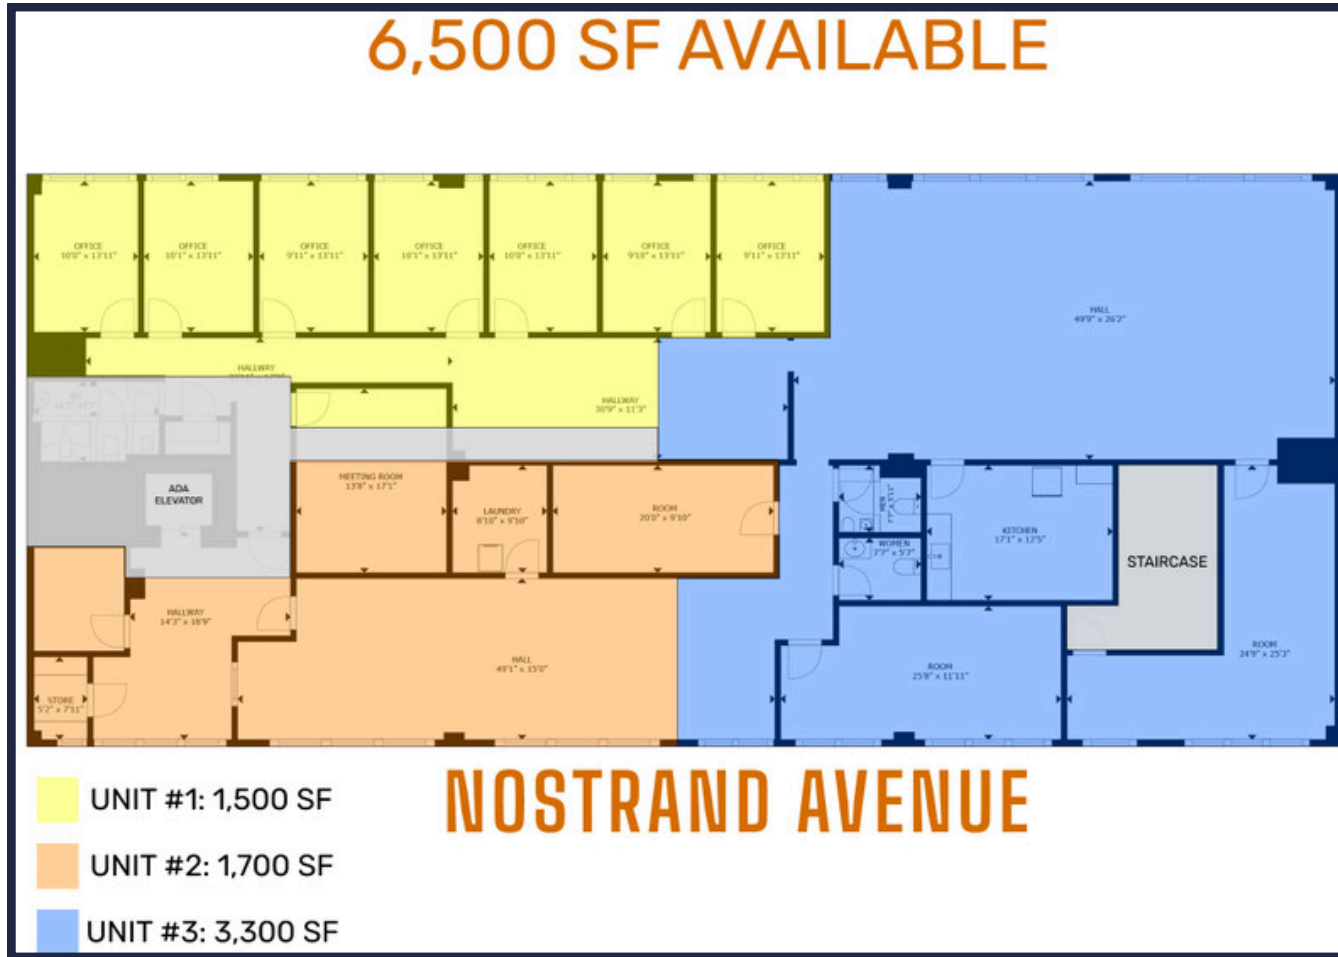 6,500 SF AVAILABLE
OFFICE
10'0" x 13'11"
OFFICE
10'1" x 13'11"
OFFICE
9'11" x 13'11"
OFFICE
10'1" x 13'11"
OFFICE
10'0" x 13'11"
OFFICE
9'10" x 13'11"
OFFICE
9'11" x 13'11"
HALL
49'9" x 26'2"
HALLWAY
HALLWAY
30'9" x 11'3"
MEETING ROOM
13'8" x 17'1"
ADA
ELEVATOR
LAUNDRY
8'10" x 9'10"
ROOM
20'0" x 9'10"
MEN
WOMEN
7'7" x 5'7"
KITCHEN
17'1" x 12'5"
STAIRCASE
HALLWAY
14'3" x 18'9"
HALL
49'1" x 15'0"
ROOM
25'8" x 11'11"
ROOM
24'9" x 25'3"
STORE
5'2" x 7'11"
NOSTRAND AVENUE
UNIT #1: 1,500 SF
UNIT #2: 1,700 SF
UNIT #3: 3,300 SF